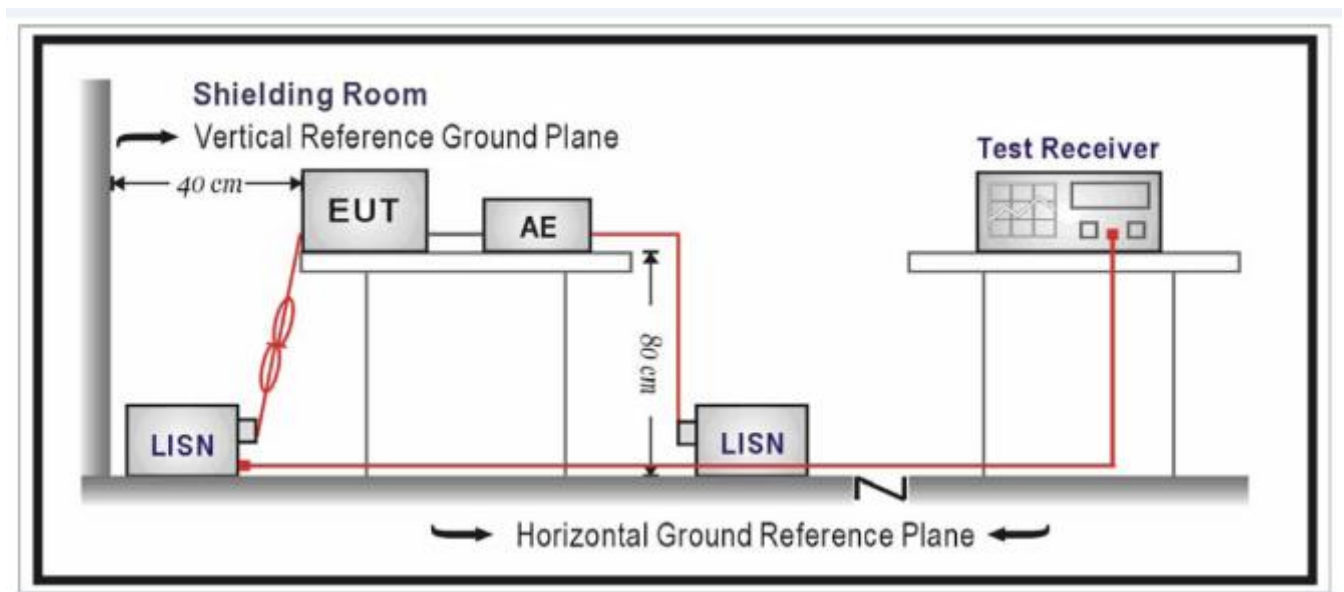 Shielding Room
Vertical Reference Ground Plane
40 cm
EUT
AE
Test Receiver
80 cm
LISN
LISN
Horizontal Ground Reference Plane